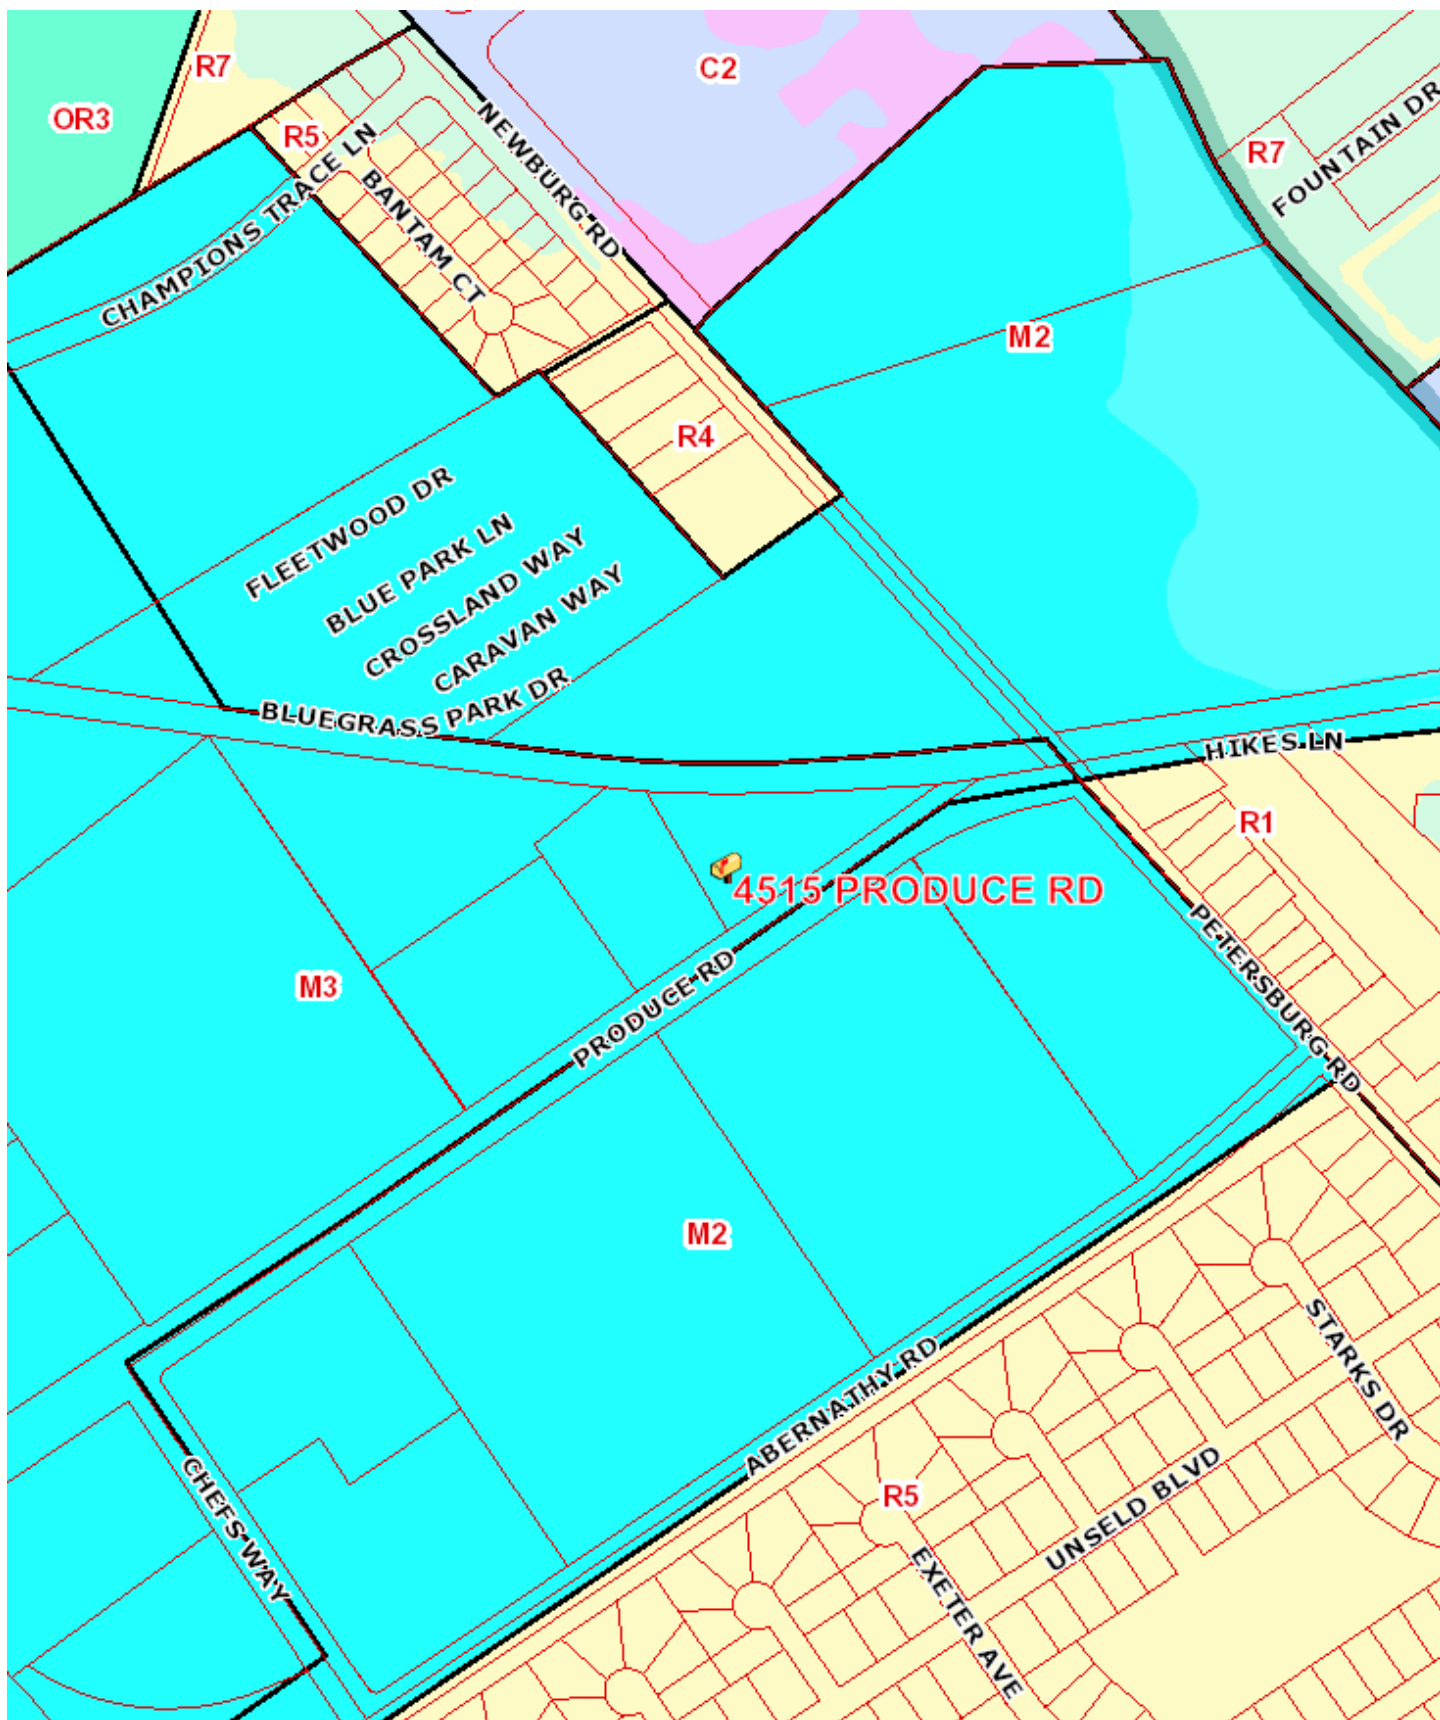 R7
C2
OR3
R5
NEWBURG RD
R7
FOUNTAIN DR
CHAMPIONS TRACE LN
BANTAM CT
M2
R4
FLEETWOOD DR
BLUE PARK LN
CROSSLAND WAY
CARAVAN WAY
BLUEGRASS PARK DR
HIKES LN
R1
4515 PRODUCE RD
M3
PRODUCE RD
PETERSBURG RD
M2
STARKS DR
ABERNATHY RD
CHEFS WAY
R5
UNSELD BLVD
EXETER AVE